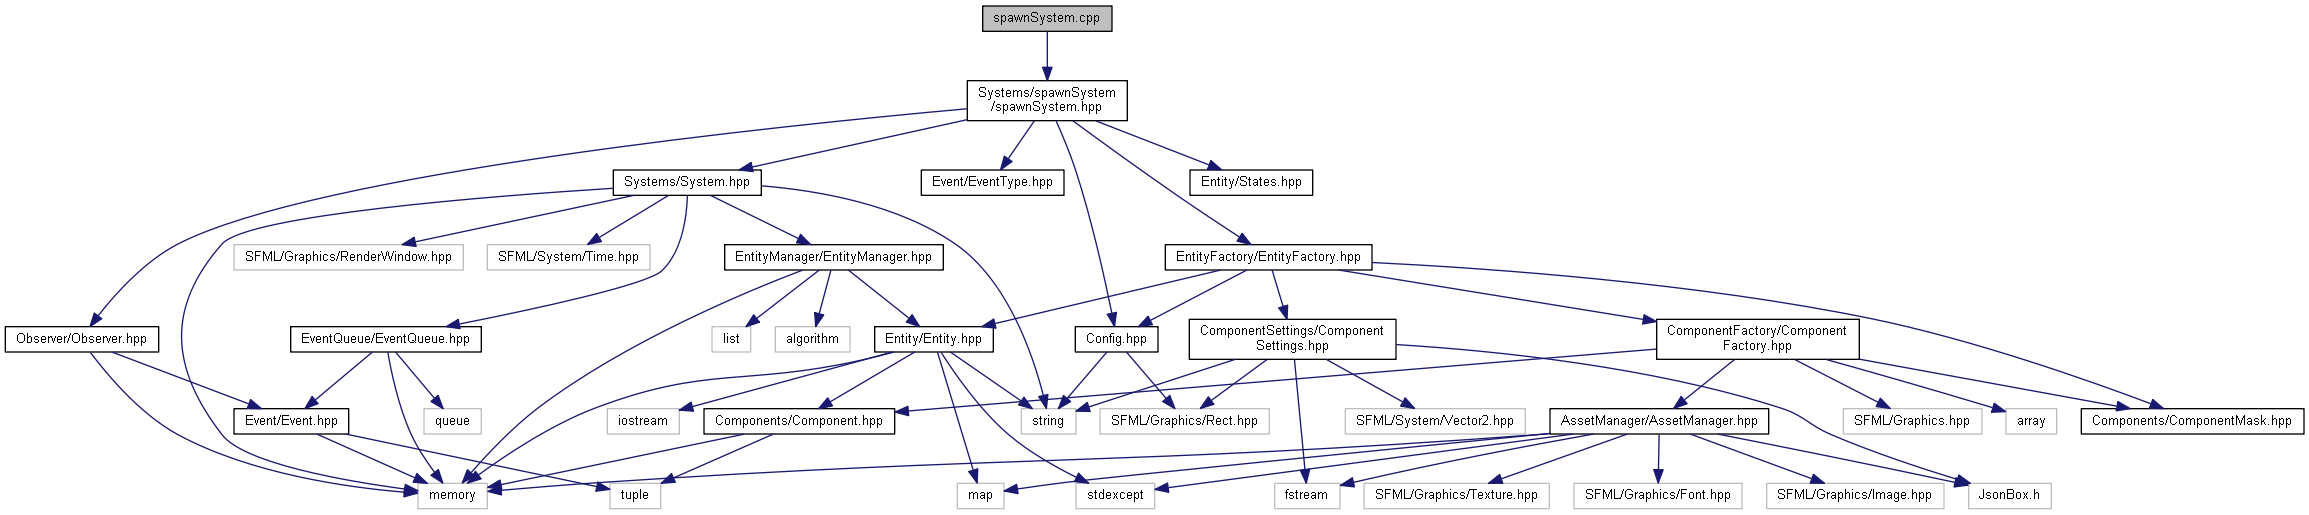 spawnSystem.cpp
Systems/spawnSystem
/spawnSystem.hpp
Systems/System.hpp
Event/EventType.hpp
Entity/States.hpp
SFML/Graphics/RenderWindow.hpp
SFML/System/Time.hpp
EntityManager/EntityManager.hpp
EntityFactory/EntityFactory.hpp
Observer/Observer.hpp
EventQueue/EventQueue.hpp
list
algorithm
Entity/Entity.hpp
Config.hpp
ComponentSettings/Component
Settings.hpp
ComponentFactory/Component
Factory.hpp
Event/Event.hpp
queue
iostream
Components/Component.hpp
string
SFML/Graphics/Rect.hpp
SFML/System/Vector2.hpp
AssetManager/AssetManager.hpp
SFML/Graphics.hpp
array
Components/ComponentMask.hpp
memory
tuple
map
stdexcept
fstream
SFML/Graphics/Texture.hpp
SFML/Graphics/Font.hpp
SFML/Graphics/Image.hpp
JsonBox.h